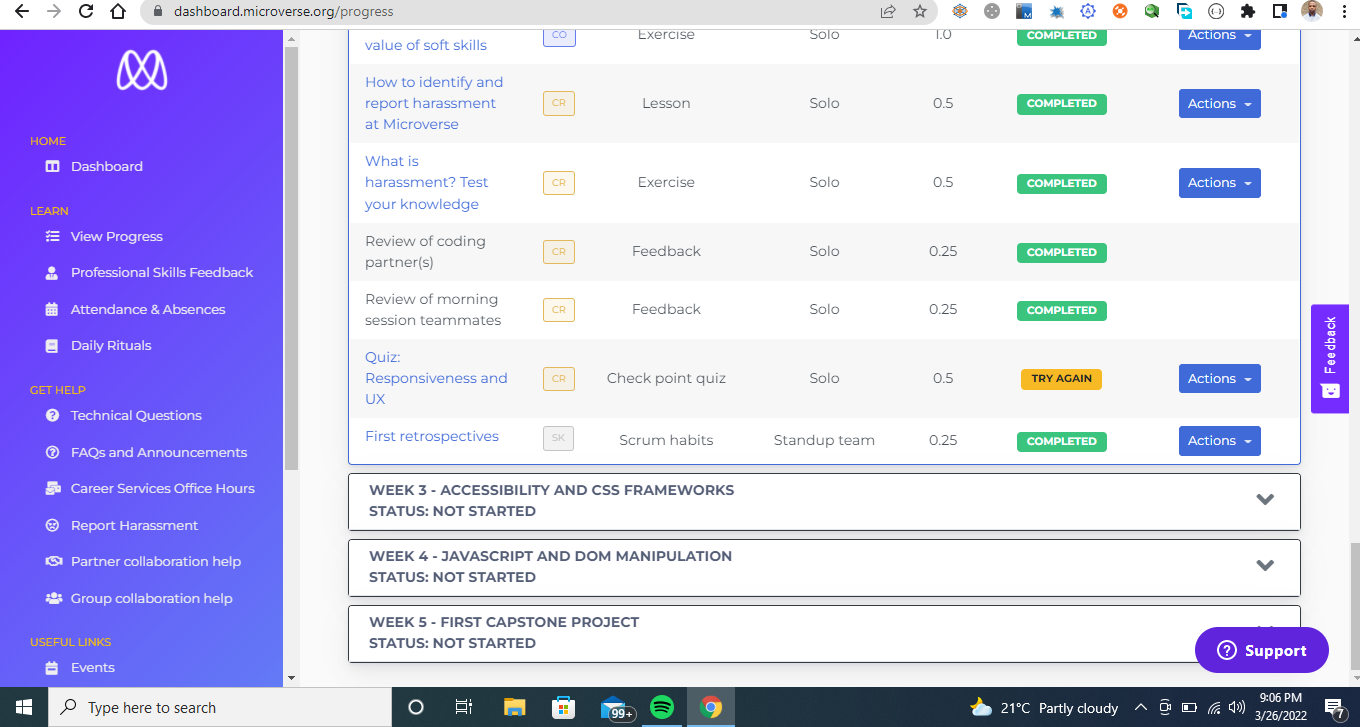 dashboard.microverse.org/progress
HOME
Dashboard
LEARN
View Progress
Professional Skills Feedback
Attendance & Absences
Daily Rituals
GET HELP
Technical Questions
FAQs and Announcements
Career Services Office Hours
Report Harassment
Partner collaboration help
Group collaboration help
USEFUL LINKS
Events
value of soft skills
CO
Exercise
Solo
1.0
COMPLETED
Actions
How to identify and
report harassment
at Microverse
CR
Lesson
Solo
0.5
COMPLETED
Actions
What is
harassment? Test
your knowledge
CR
Exercise
Solo
0.5
COMPLETED
Actions
Review of coding
partner(s)
CR
Feedback
Solo
0.25
COMPLETED
Review of morning
session teammates
CR
Feedback
Solo
0.25
COMPLETED
Quiz:
Responsiveness and
UX
CR
Check point quiz
Solo
0.5
TRY AGAIN
Actions
First retrospectives
SK
Scrum habits
Standup team
0.25
COMPLETED
Actions
WEEK 3 - ACCESSIBILITY AND CSS FRAMEWORKS
STATUS: NOT STARTED
WEEK 4 - JAVASCRIPT AND DOM MANIPULATION
STATUS: NOT STARTED
WEEK 5 - FIRST CAPSTONE PROJECT
STATUS: NOT STARTED
Feedback
Support
Type here to search
99+
21°C Partly cloudy
9:06 PM
3/26/2022
7